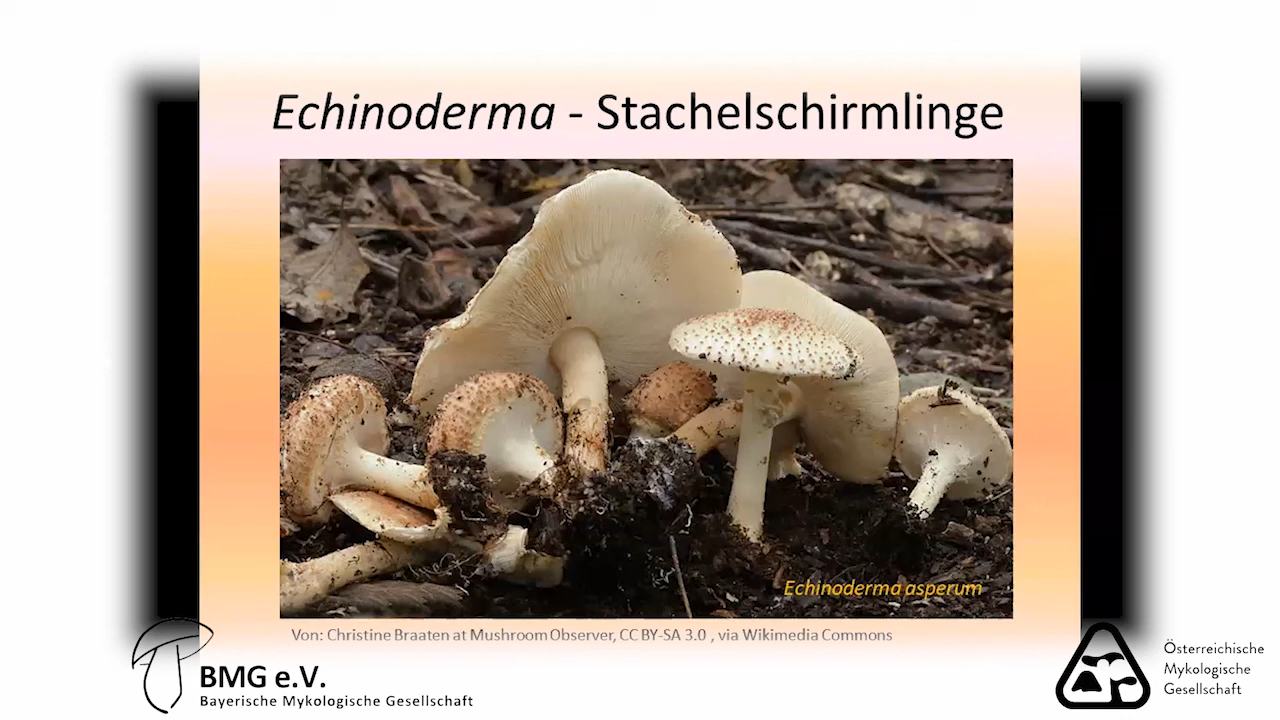 Echinoderma - Stachelschirmlinge
Echinoderma asperum
Von: Christine Braaten at Mushroom Observer, CC BY-SA 3.0 , via Wikimedia Commons
BMG e.V.
Bayerische Mykologische Gesellschaft
Österreichische
Mykologische
Gesellschaft